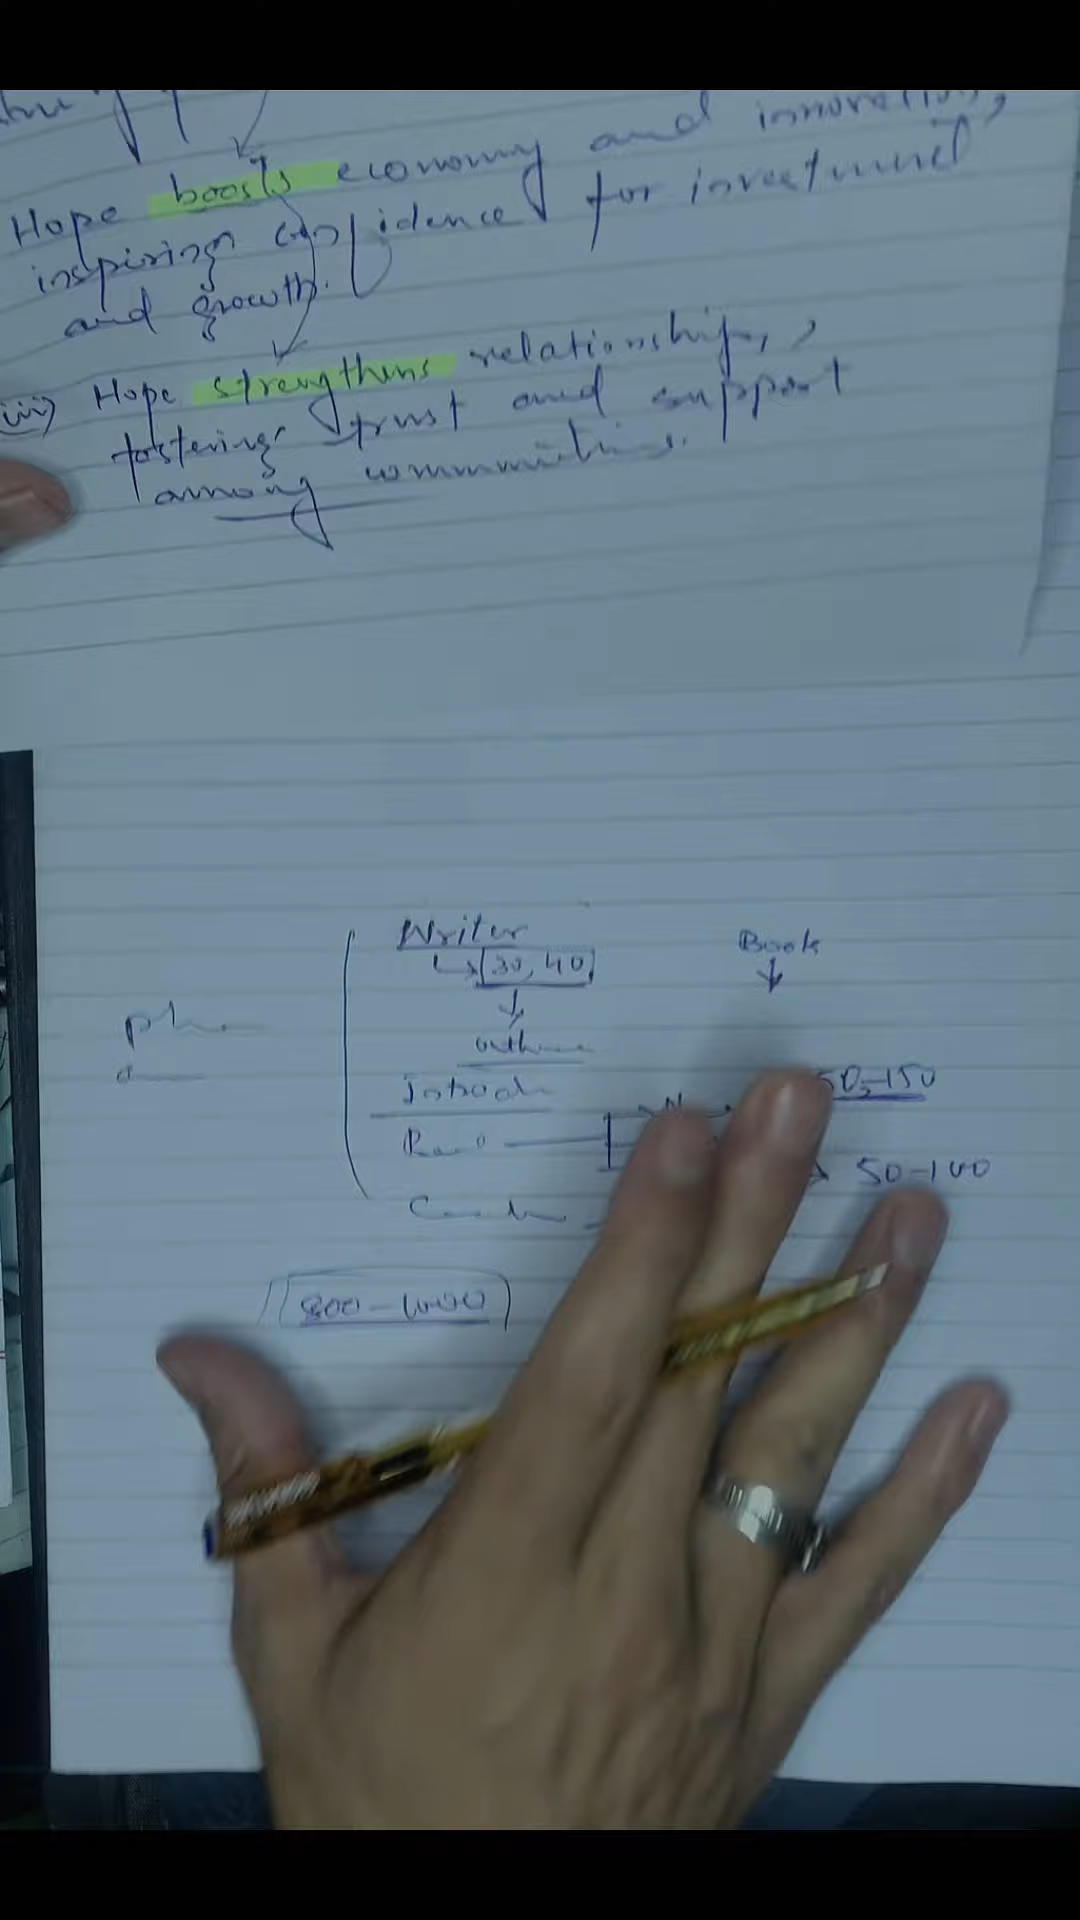 Hope boosts economy and innovation,
inspiring confidence for investment
and growth.
iii) Hope strengthens relationships,
fostering trust and support
among communities.
Writer
Book
30, 40
Introd
50-150
50-100
800-1000